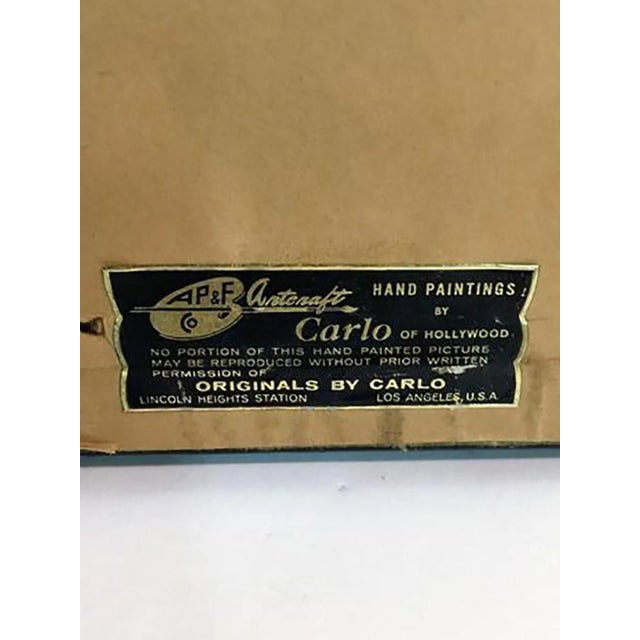 AP&F Artcraft HAND PAINTINGS
CO BY
Carlo OF HOLLYWOOD
NO PORTION OF THIS HAND PAINTED PICTURE
MAY BE REPRODUCED WITHOUT PRIOR WRITTEN
PERMISSION OF
ORIGINALS BY CARLO
LINCOLN HEIGHTS STATION LOS ANGELES, U.S.A.